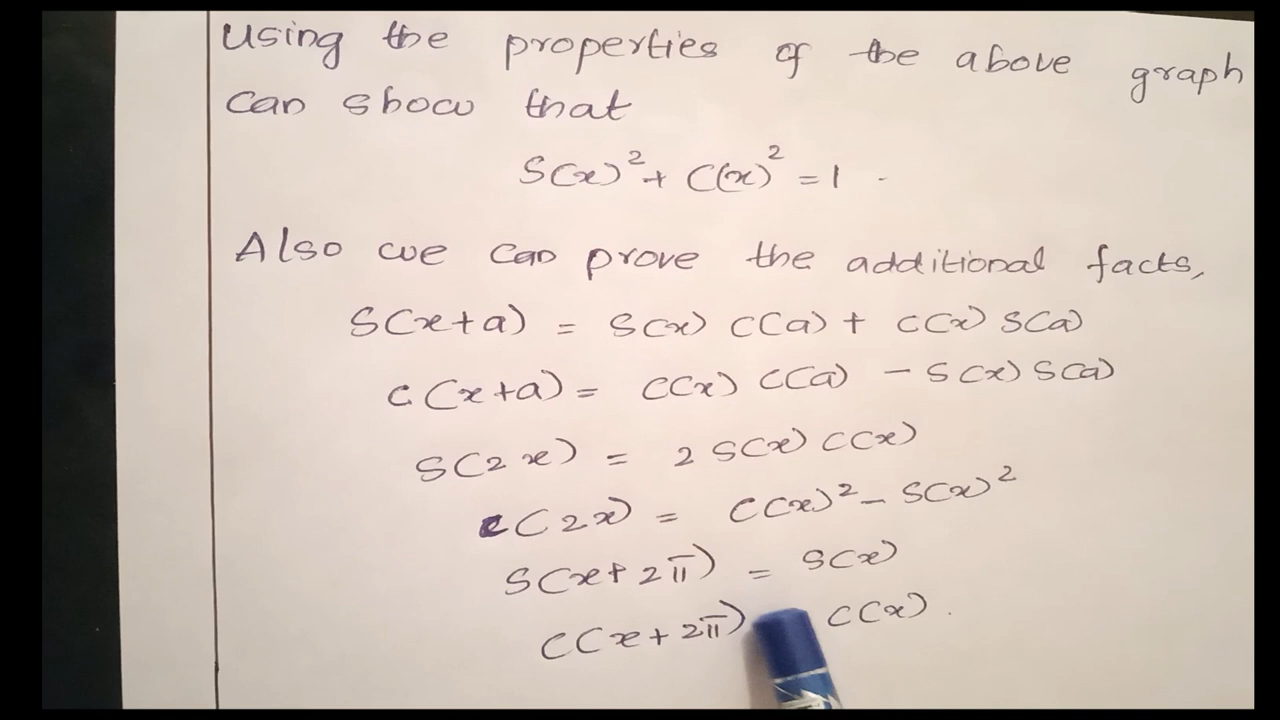 Using the properties of the above graph
can show that
S(x)² + C(x)² = 1 .
Also we can prove the additional facts,
S(x+a) = S(x) C(a) + C(x) S(a)
C(x+a) = C(x) C(a) - S(x) S(a)
S(2x) = 2 S(x) C(x)
C(2x) = C(x)² - S(x)²
S(x+2π) = S(x)
C(x+2π) C(x) .